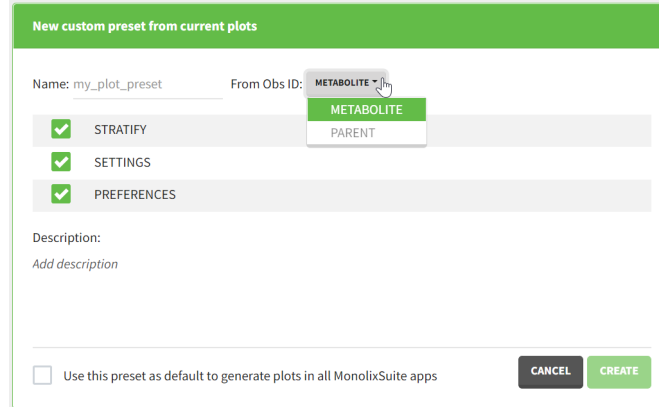 New custom preset from current plots
Name: my_plot_preset From Obs ID: METABOLITE
METABOLITE
PARENT
STRATIFY
SETTINGS
PREFERENCES
Description:
Add description
Use this preset as default to generate plots in all MonolixSuite apps CANCEL CREATE